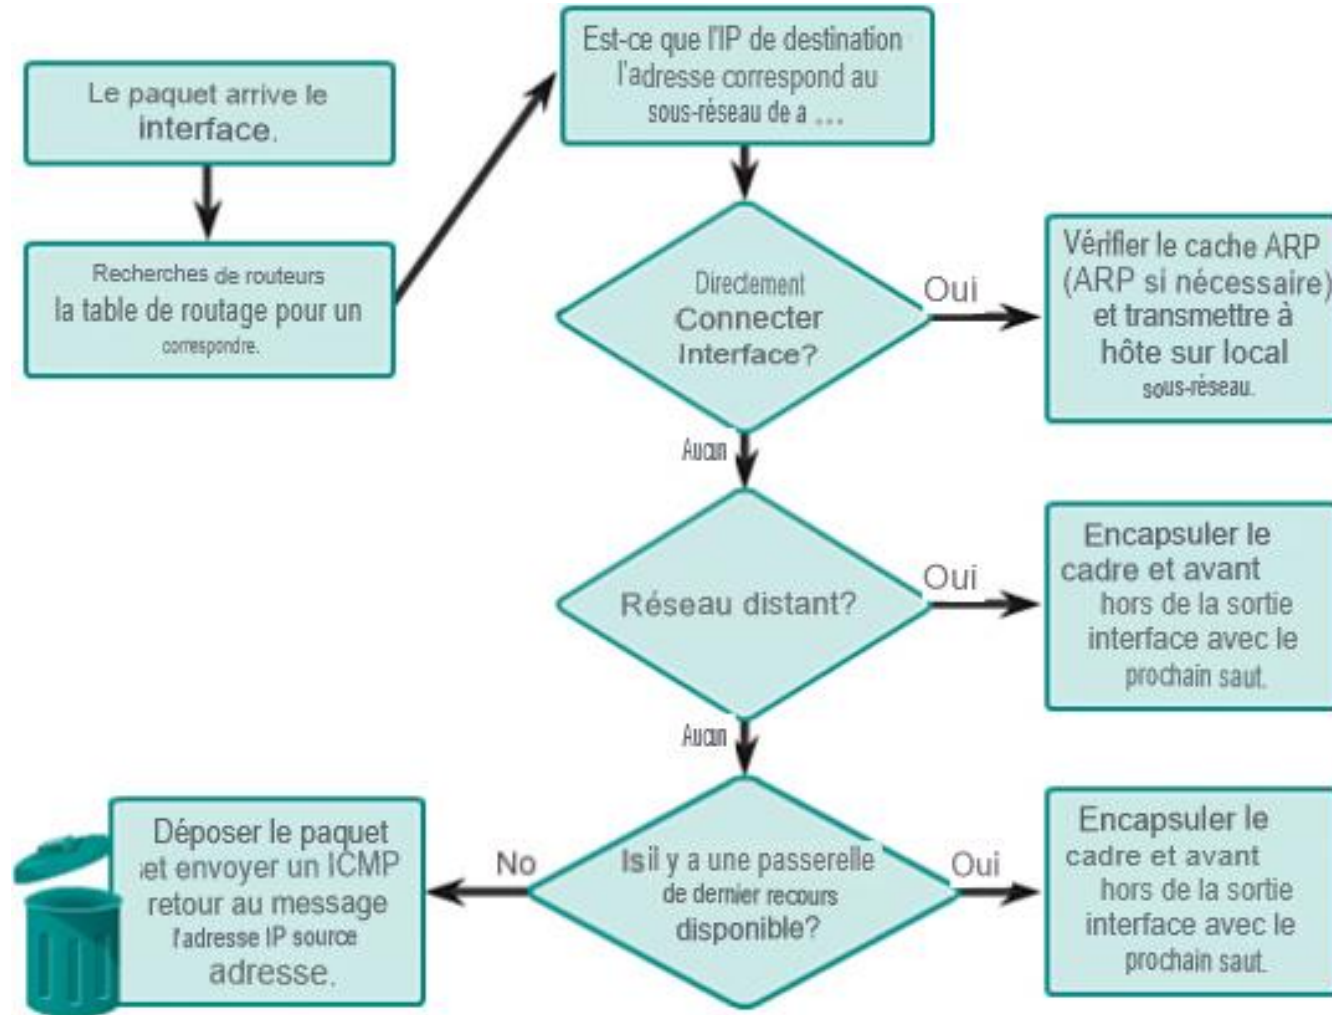 Le paquet arrive le
interface.
Recherches de routeurs
la table de routage pour un
correspondre.
Est-ce que l'IP de destination
l'adresse correspond au
sous-réseau de a ...
Directement
Connecter
Interface?
Oui
Vérifier le cache ARP
(ARP si nécessaire)
et transmettre à
hôte sur local
sous-réseau.
Aucun
Réseau distant?
Oui
Encapsuler le
cadre et avant
hors de la sortie
interface avec le
prochain saut.
Aucun
Is il y a une passerelle
de dernier recours
disponible?
Oui
Encapsuler le
cadre et avant
hors de la sortie
interface avec le
prochain saut.
No
Déposer le paquet
et envoyer un ICMP
retour au message
l'adresse IP source
adresse.